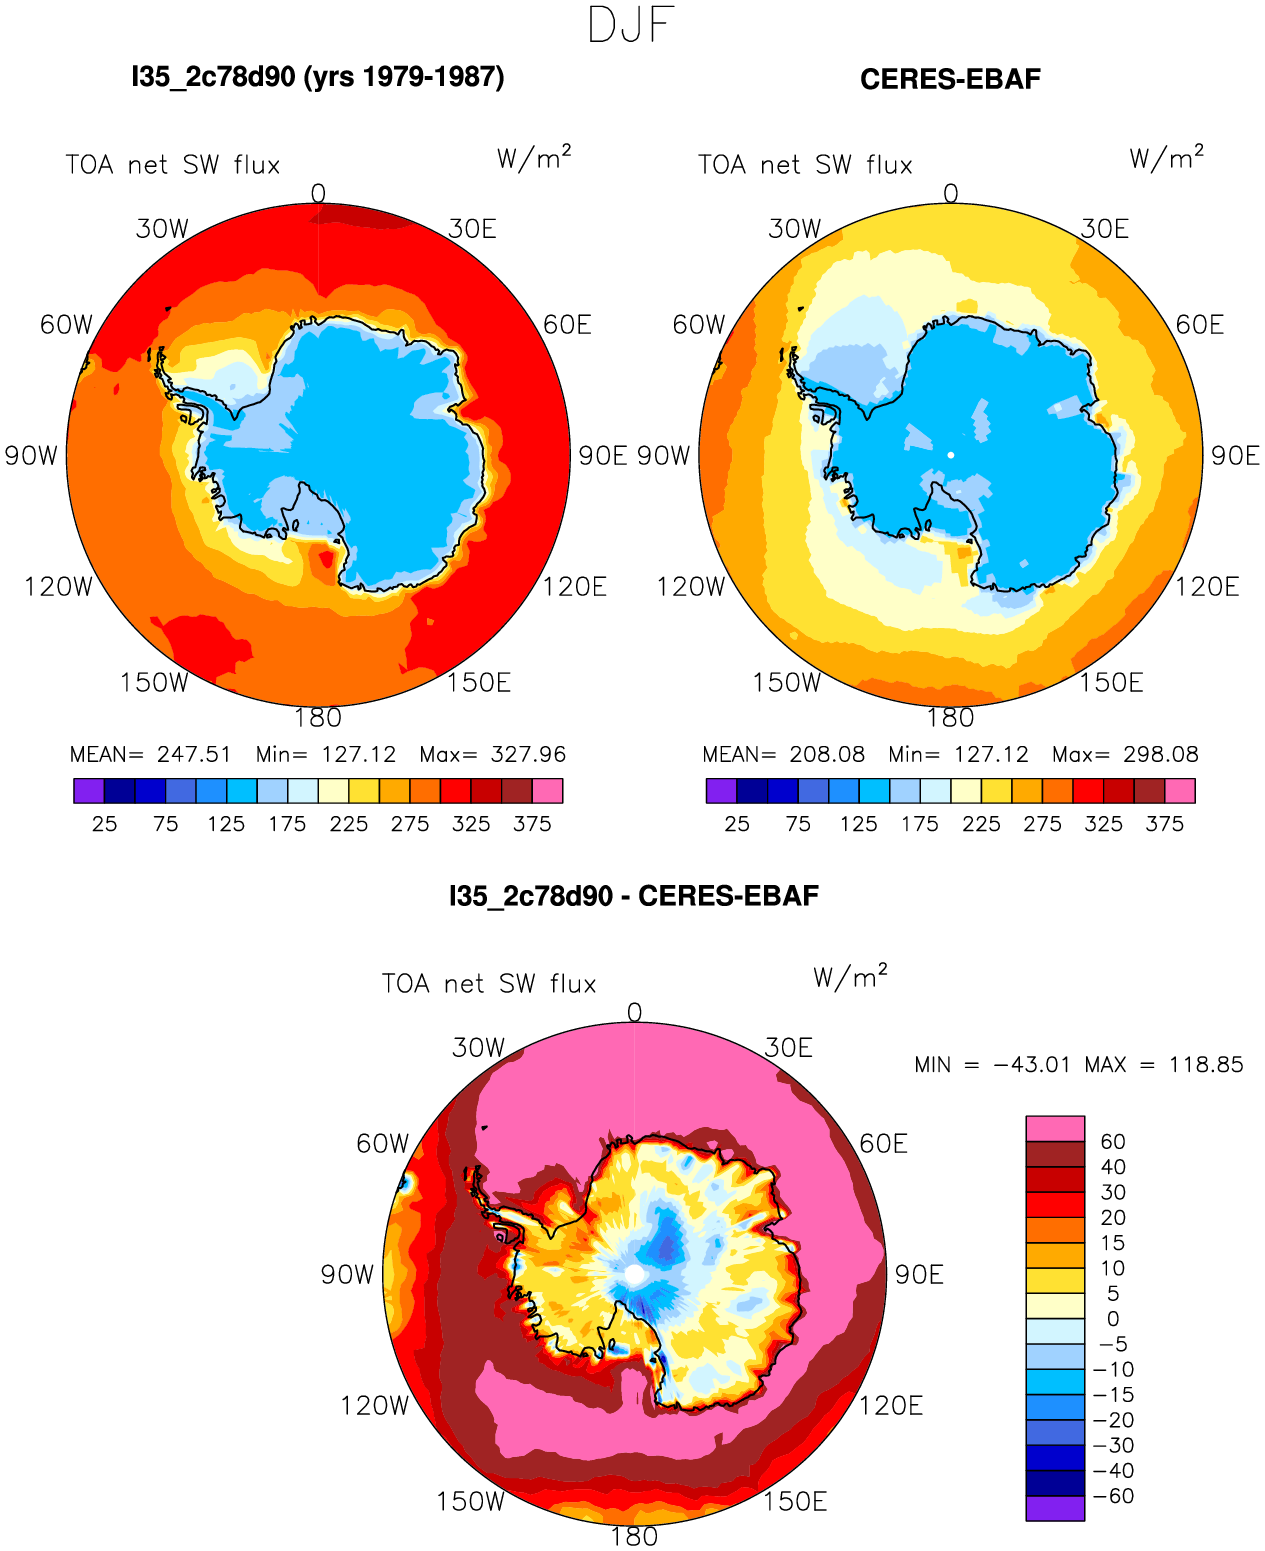 DJF
I35_2c78d90 (yrs 1979-1987)
CERES-EBAF
TOA net SW flux W/m²
TOA net SW flux W/m²
0
30W 30E
60W 60E
90W 90E
120W 120E
150W 150E
180
0
30W 30E
60W 60E
90W 90E
120W 120E
150W 150E
180
MEAN= 247.51 Min= 127.12 Max= 327.96
25 75 125 175 225 275 325 375
MEAN= 208.08 Min= 127.12 Max= 298.08
25 75 125 175 225 275 325 375
I35_2c78d90 - CERES-EBAF
TOA net SW flux W/m²
0
30W 30E
60W 60E
90W 90E
120W 120E
150W 150E
180
MIN = -43.01 MAX = 118.85
60
40
30
20
15
10
5
0
-5
-10
-15
-20
-30
-40
-60